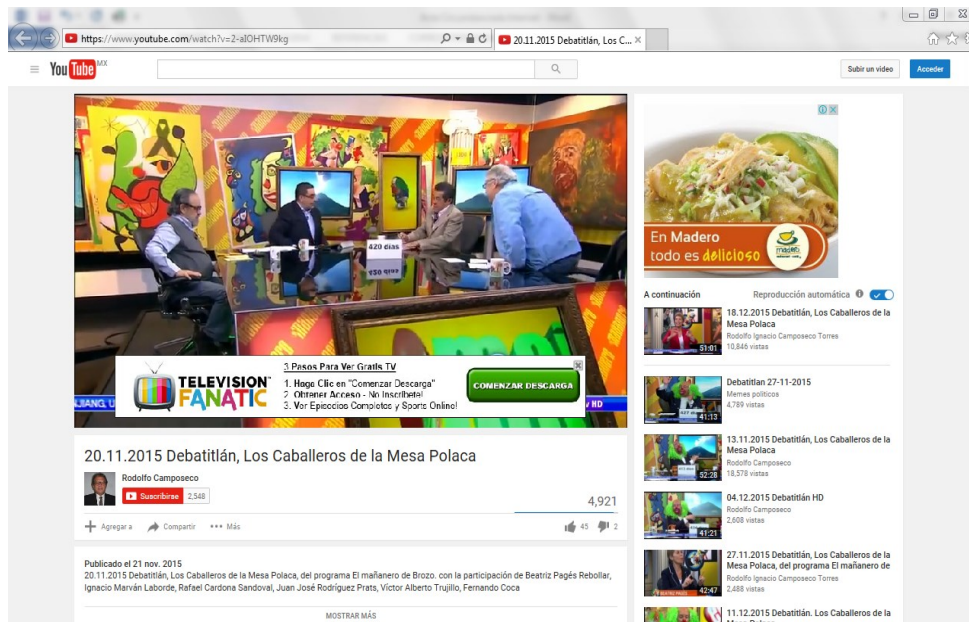 https://www.youtube.com/watch?v=2-aIOHTW9kg
20.11.2015 Debatitlán, Los C...
You Tube MX
Subir un video
Acceder
420 días
TELEVISION
FANATIC
3 Pasos Para Ver Gratis TV
1. Haga Clic en "Comenzar Descarga"
2. Obtener Acceso - No Inscribete!
3. Ver Episodios Completos y Sports Online!
COMENZAR DESCARGA
JIANG, U
HD
20.11.2015 Debatitlán, Los Caballeros de la Mesa Polaca
Rodolfo Camposeco
Suscribirse 2,548
4,921
Agregar a Compartir Más
45 2
Publicado el 21 nov. 2015
20.11.2015 Debatitlán, Los Caballeros de la Mesa Polaca, del programa El mañanero de Brozo. con la participación de Beatriz Pagés Rebollar,
Ignacio Marván Laborde, Rafael Cardona Sandoval, Juan José Rodríguez Prats, Víctor Alberto Trujillo, Fernando Coca
MOSTRAR MÁS
En Madero
todo es delicioso
A continuación
Reproducción automática
18.12.2015 Debatitlán, Los Caballeros de la
Mesa Polaca
Rodolfo Ignacio Camposeco Torres
10,846 vistas
51:01
Debatitlan 27-11-2015
Memes políticos
4,789 vistas
41:13
13.11.2015 Debatitlán, Los Caballeros de la
Mesa Polaca
Rodolfo Camposeco
18,578 vistas
52:28
04.12.2015 Debatitlán HD
Rodolfo Camposeco
2,608 vistas
41:21
27.11.2015 Debatitlán, Los Caballeros de la
Mesa Polaca, del programa El mañanero de
Rodolfo Ignacio Camposeco Torres
2,488 vistas
42:47
11.12.2015 Debatitlán. Los Caballeros de la